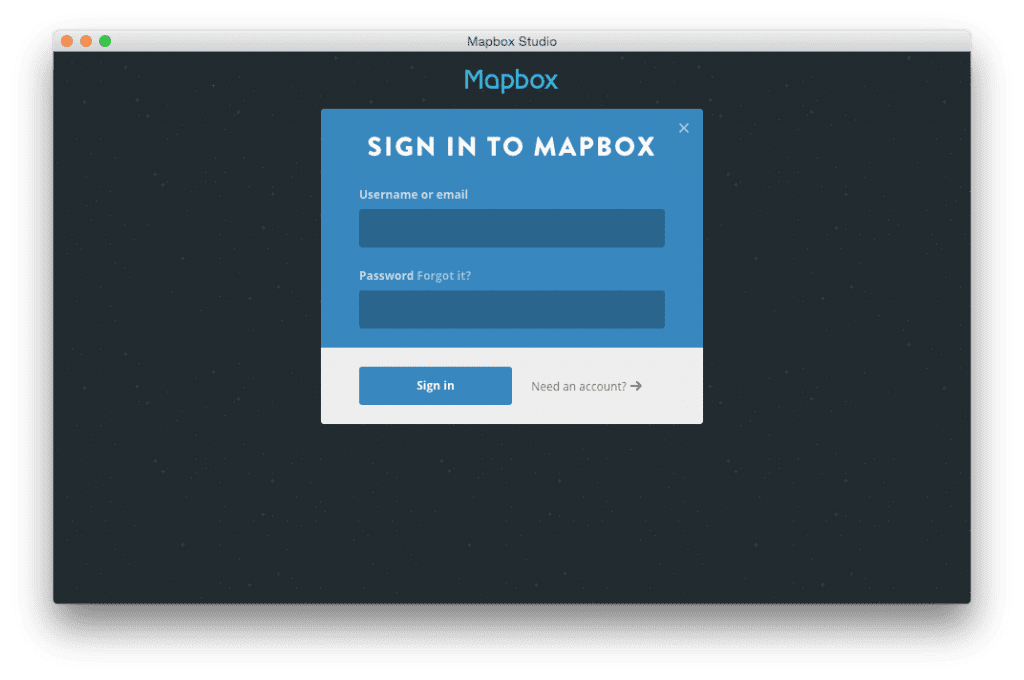 Mapbox Studio
Mapbox
SIGN IN TO MAPBOX
Username or email
Password Forgot it?
Sign in
Need an account?